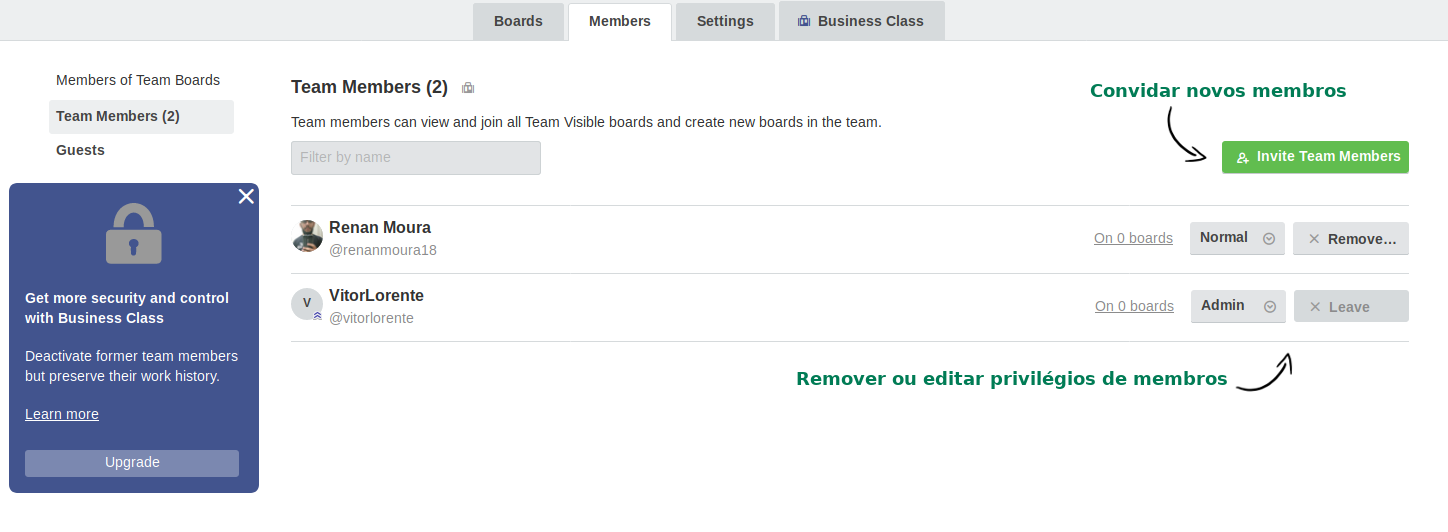 Boards
Members
Settings
Business Class
Members of Team Boards
Team Members (2)
Guests
Get more security and control
with Business Class
Deactivate former team members
but preserve their work history.
Learn more
Upgrade
Team Members (2)
Team members can view and join all Team Visible boards and create new boards in the team.
Filter by name
Convidar novos membros
Invite Team Members
Renan Moura
@renanmoura18
On 0 boards
Normal
Remove...
V
VitorLorente
@vitorlorente
On 0 boards
Admin
Leave
Remover ou editar privilégios de membros